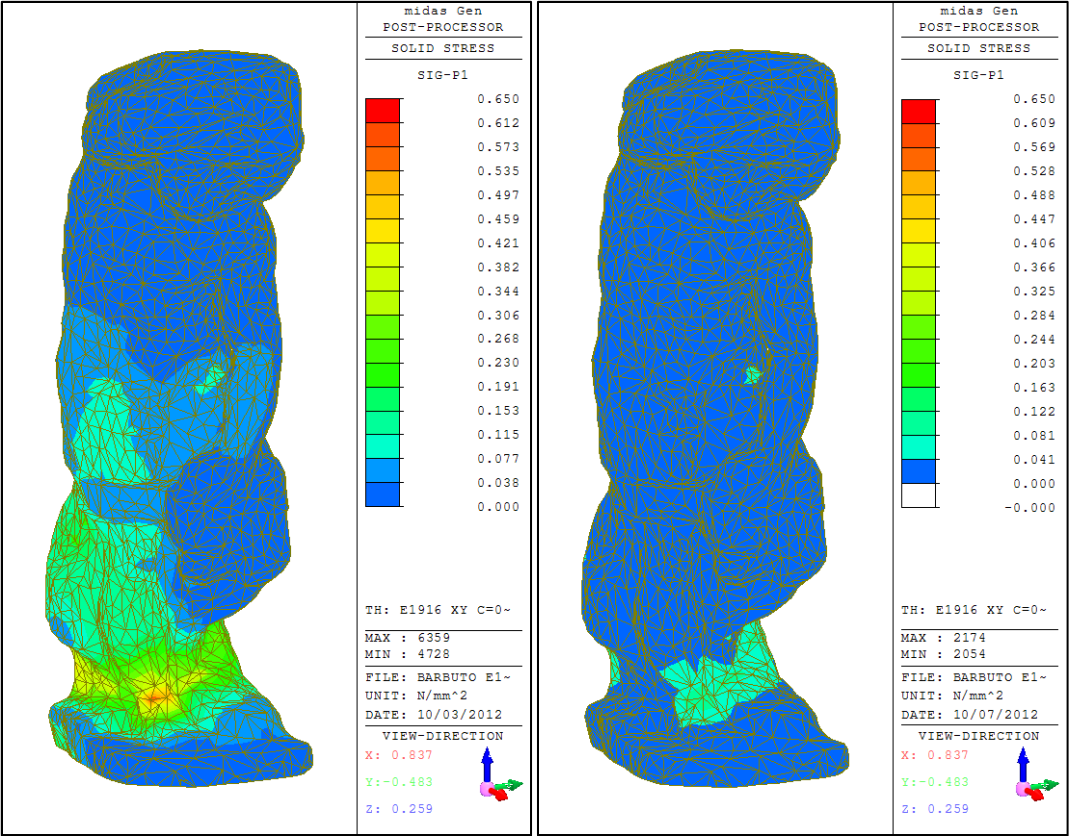 midas Gen
POST-PROCESSOR
SOLID STRESS
SIG-P1
0.650
0.612
0.573
0.535
0.497
0.459
0.421
0.382
0.344
0.306
0.268
0.230
0.191
0.153
0.115
0.077
0.038
0.000
TH: E1916 XY C=0~
MAX : 6359
MIN : 4728
FILE: BARBUTO E1~
UNIT: N/mm^2
DATE: 10/03/2012
VIEW-DIRECTION
X: 0.837
Y:-0.483
Z: 0.259
midas Gen
POST-PROCESSOR
SOLID STRESS
SIG-P1
0.650
0.609
0.569
0.528
0.488
0.447
0.406
0.366
0.325
0.284
0.244
0.203
0.163
0.122
0.081
0.041
0.000
-0.000
TH: E1916 XY C=0~
MAX : 2174
MIN : 2054
FILE: BARBUTO E1~
UNIT: N/mm^2
DATE: 10/07/2012
VIEW-DIRECTION
X: 0.837
Y:-0.483
Z: 0.259